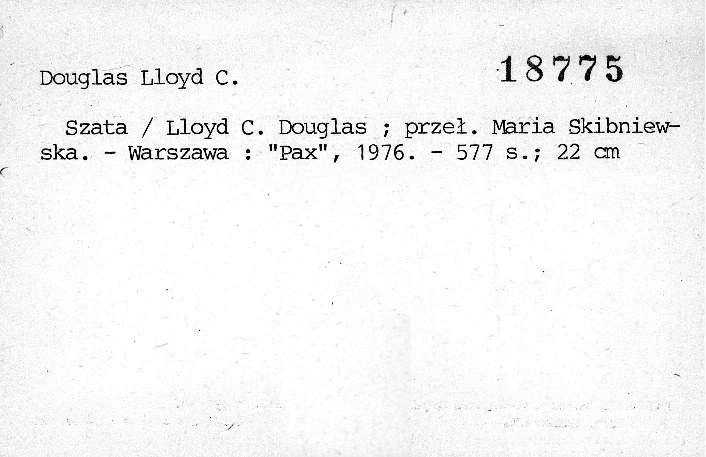 Douglas Lloyd C. 18775
Szata / Lloyd C. Douglas ; przeł. Maria Skibniew-
ska. - Warszawa : "Pax", 1976. - 577 s.; 22 cm